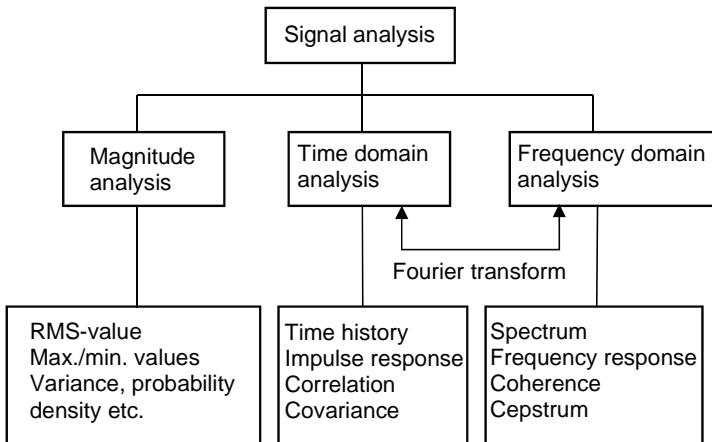 Signal analysis
Magnitude
analysis
Time domain
analysis
Frequency domain
analysis
Fourier transform
RMS-value
Max./min. values
Variance, probability
density etc.
Time history
Impulse response
Correlation
Covariance
Spectrum
Frequency response
Coherence
Cepstrum